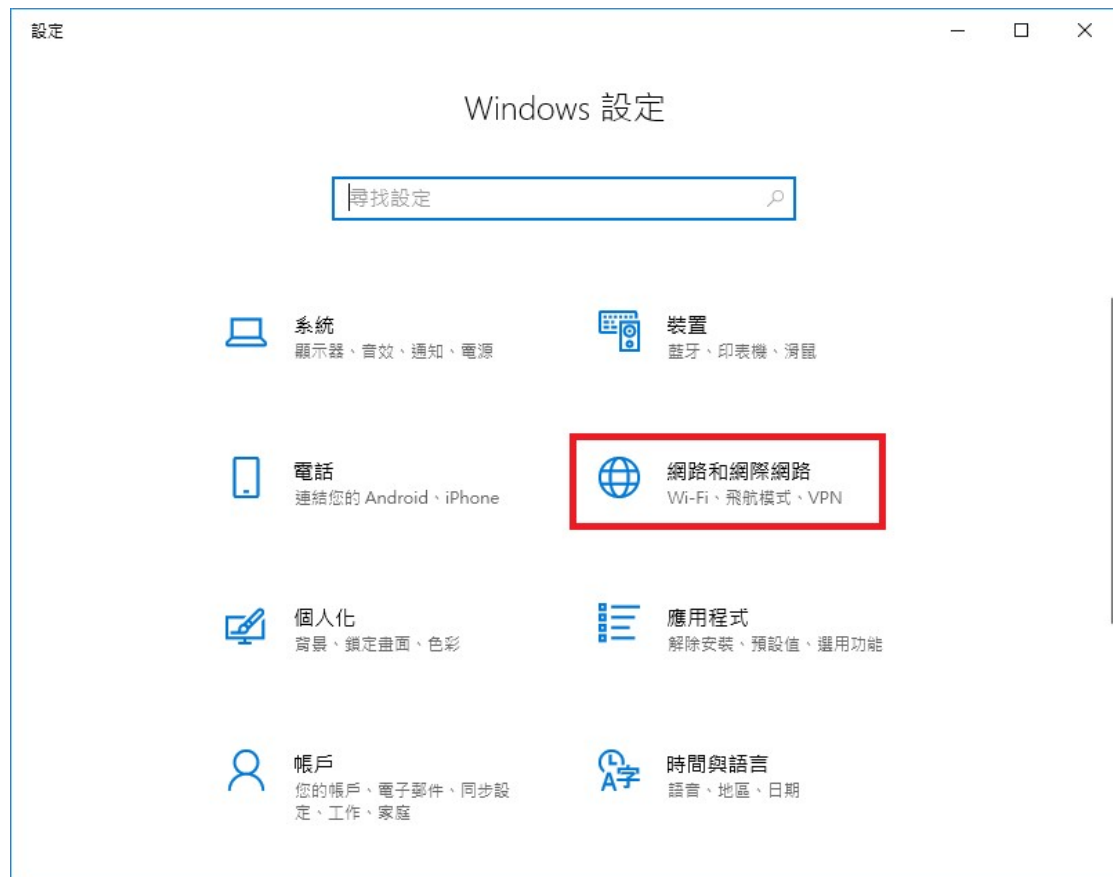 設定
Windows 設定
尋找設定
系統
顯示器、音效、通知、電源
裝置
藍牙、印表機、滑鼠
電話
連結您的 Android、iPhone
網路和網際網路
Wi-Fi、飛航模式、VPN
個人化
背景、鎖定畫面、色彩
應用程式
解除安裝、預設值、選用功能
帳戶
您的帳戶、電子郵件、同步設
定、工作、家庭
時間與語言
語音、地區、日期